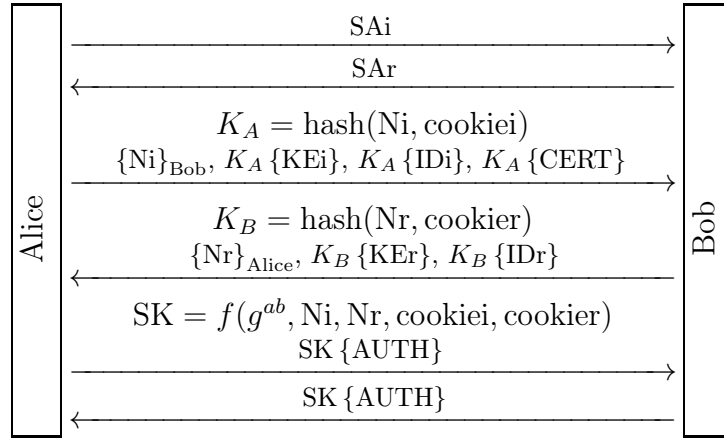 SAi
SAr
K_A = hash(Ni, cookiei)
{Ni}_Bob, K_A {KEi}, K_A {IDi}, K_A {CERT}
K_B = hash(Nr, cookier)
{Nr}_Alice, K_B {KEr}, K_B {IDr}
SK = f(g^{ab}, Ni, Nr, cookiei, cookier)
SK {AUTH}
SK {AUTH}
Alice
Bob